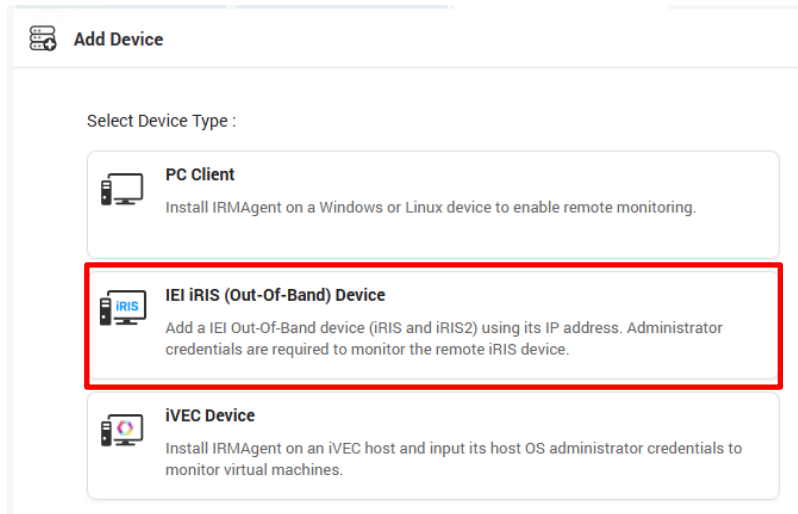 Add Device
Select Device Type :
PC Client
Install IRMAgent on a Windows or Linux device to enable remote monitoring.
IEI iRIS (Out-Of-Band) Device
iRIS
Add a IEI Out-Of-Band device (iRIS and iRIS2) using its IP address. Administrator
credentials are required to monitor the remote iRIS device.
iVEC Device
Install IRMAgent on an iVEC host and input its host OS administrator credentials to
monitor virtual machines.